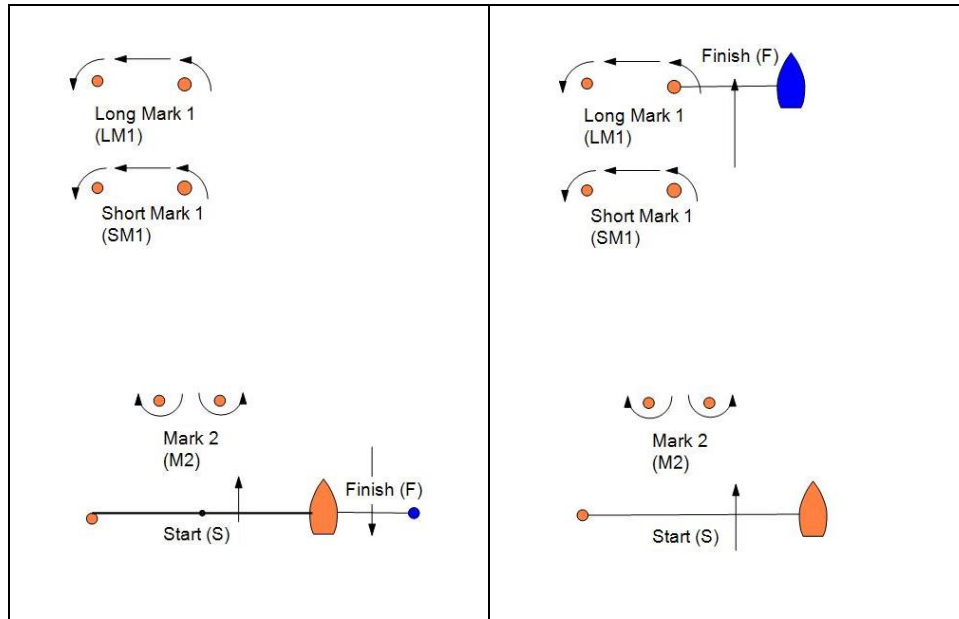 Long Mark 1
(LM1)
Short Mark 1
(SM1)
Mark 2
(M2)
Finish (F)
Start (S)
Finish (F)
Long Mark 1
(LM1)
Short Mark 1
(SM1)
Mark 2
(M2)
Start (S)